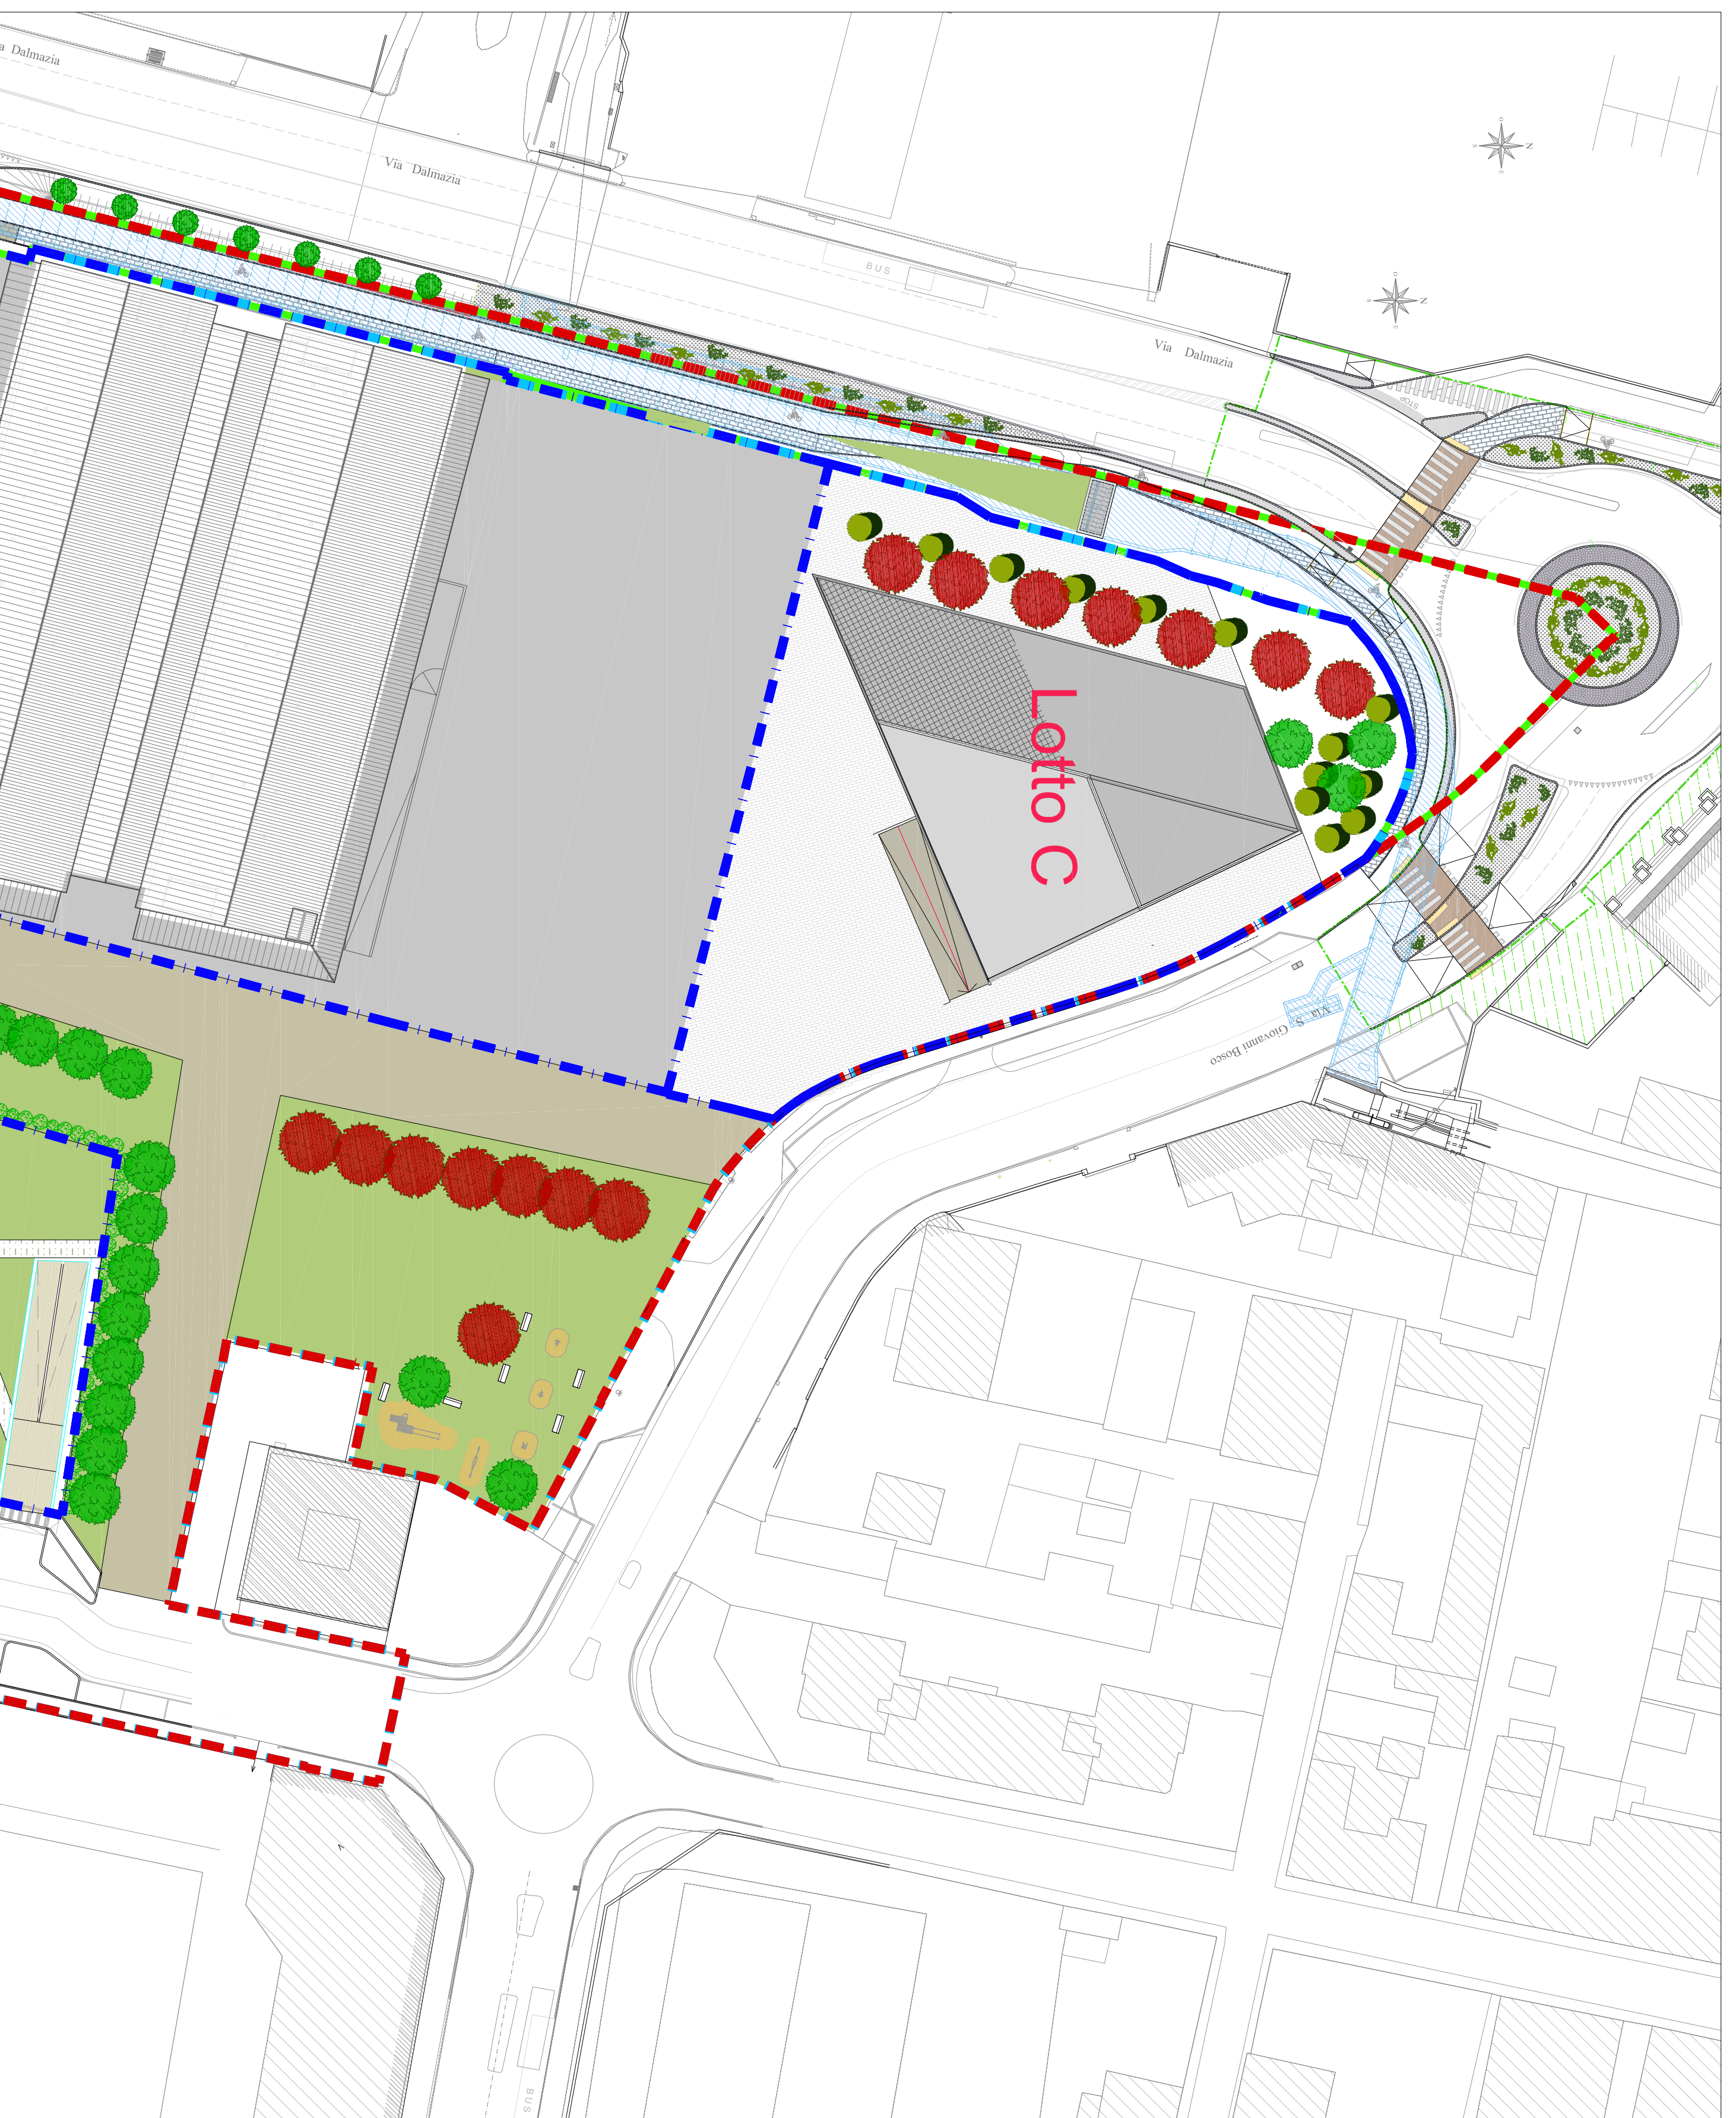 a Dalmazia
Via Dalmazia
BUS
Via Dalmazia
STOP
N
O
S
E
N
O
S
E
Lotto C
Via S. Giovanni Bosco
BUS